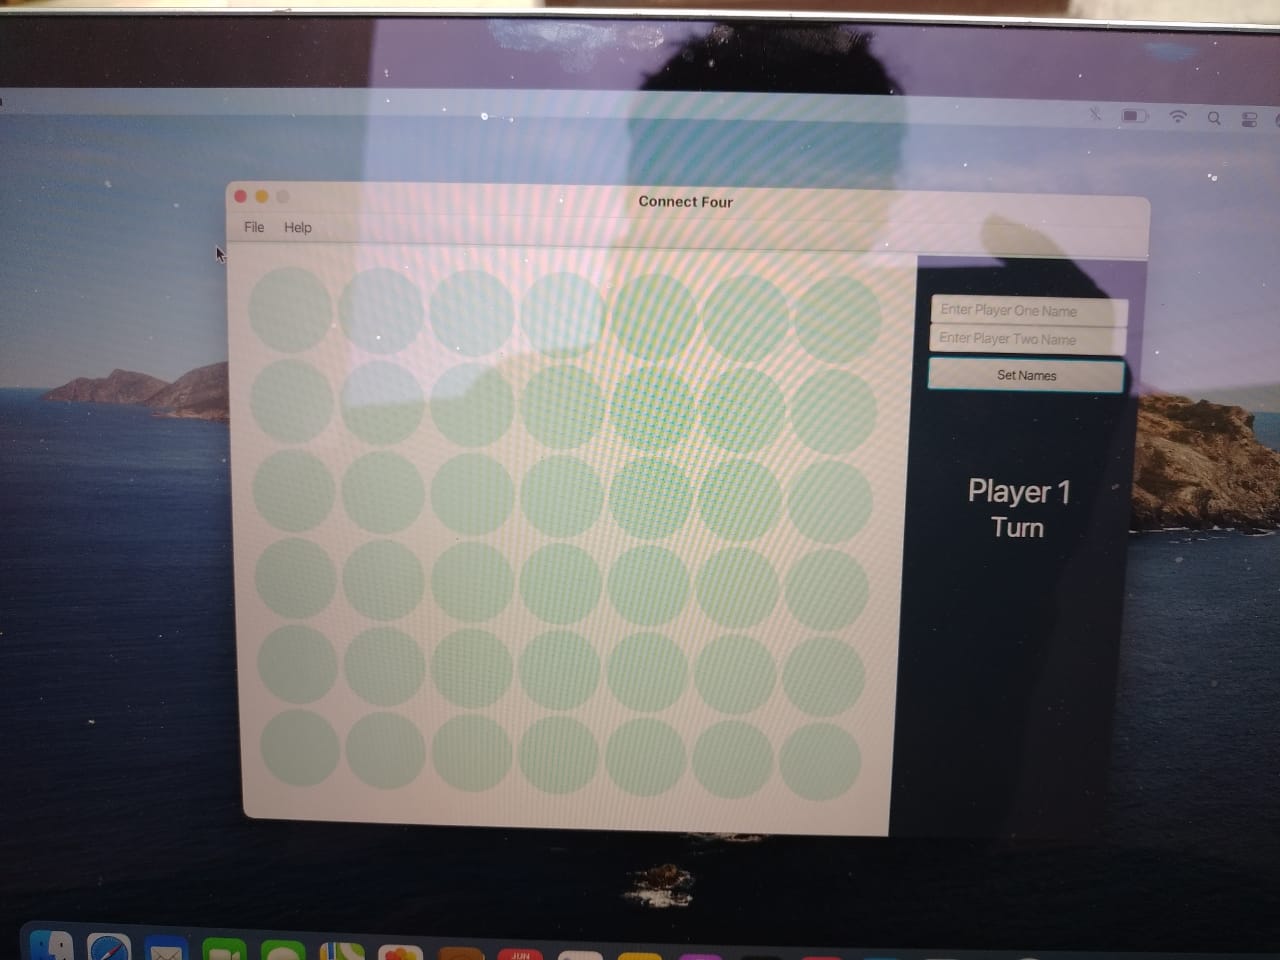 Connect Four
File Help
Enter Player One Name
Enter Player Two Name
Set Names
Player 1
Turn
JUN